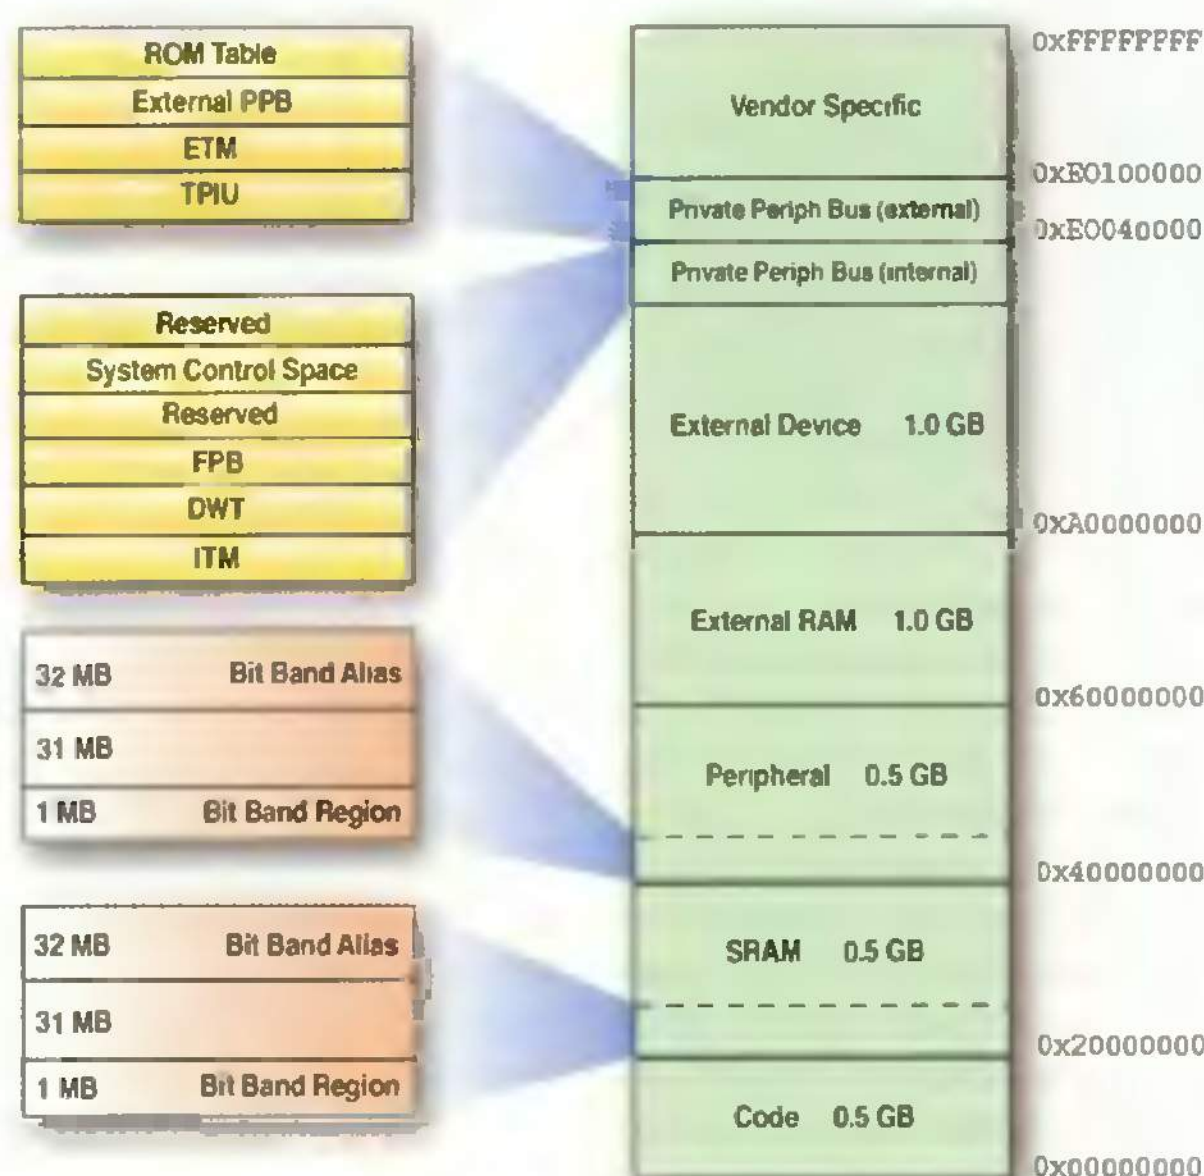 ROM Table
External PPB
ETM
TPIU
Reserved
System Control Space
Reserved
FPB
DWT
ITM
32 MB Bit Band Alias
31 MB
1 MB Bit Band Region
32 MB Bit Band Alias
31 MB
1 MB Bit Band Region
Vendor Specific
Private Periph Bus (external)
Private Periph Bus (internal)
External Device 1.0 GB
External RAM 1.0 GB
Peripheral 0.5 GB
SRAM 0.5 GB
Code 0.5 GB
0xFFFFFFFF
0xE0100000
0xE0040000
0xA0000000
0x60000000
0x40000000
0x20000000
0x00000000